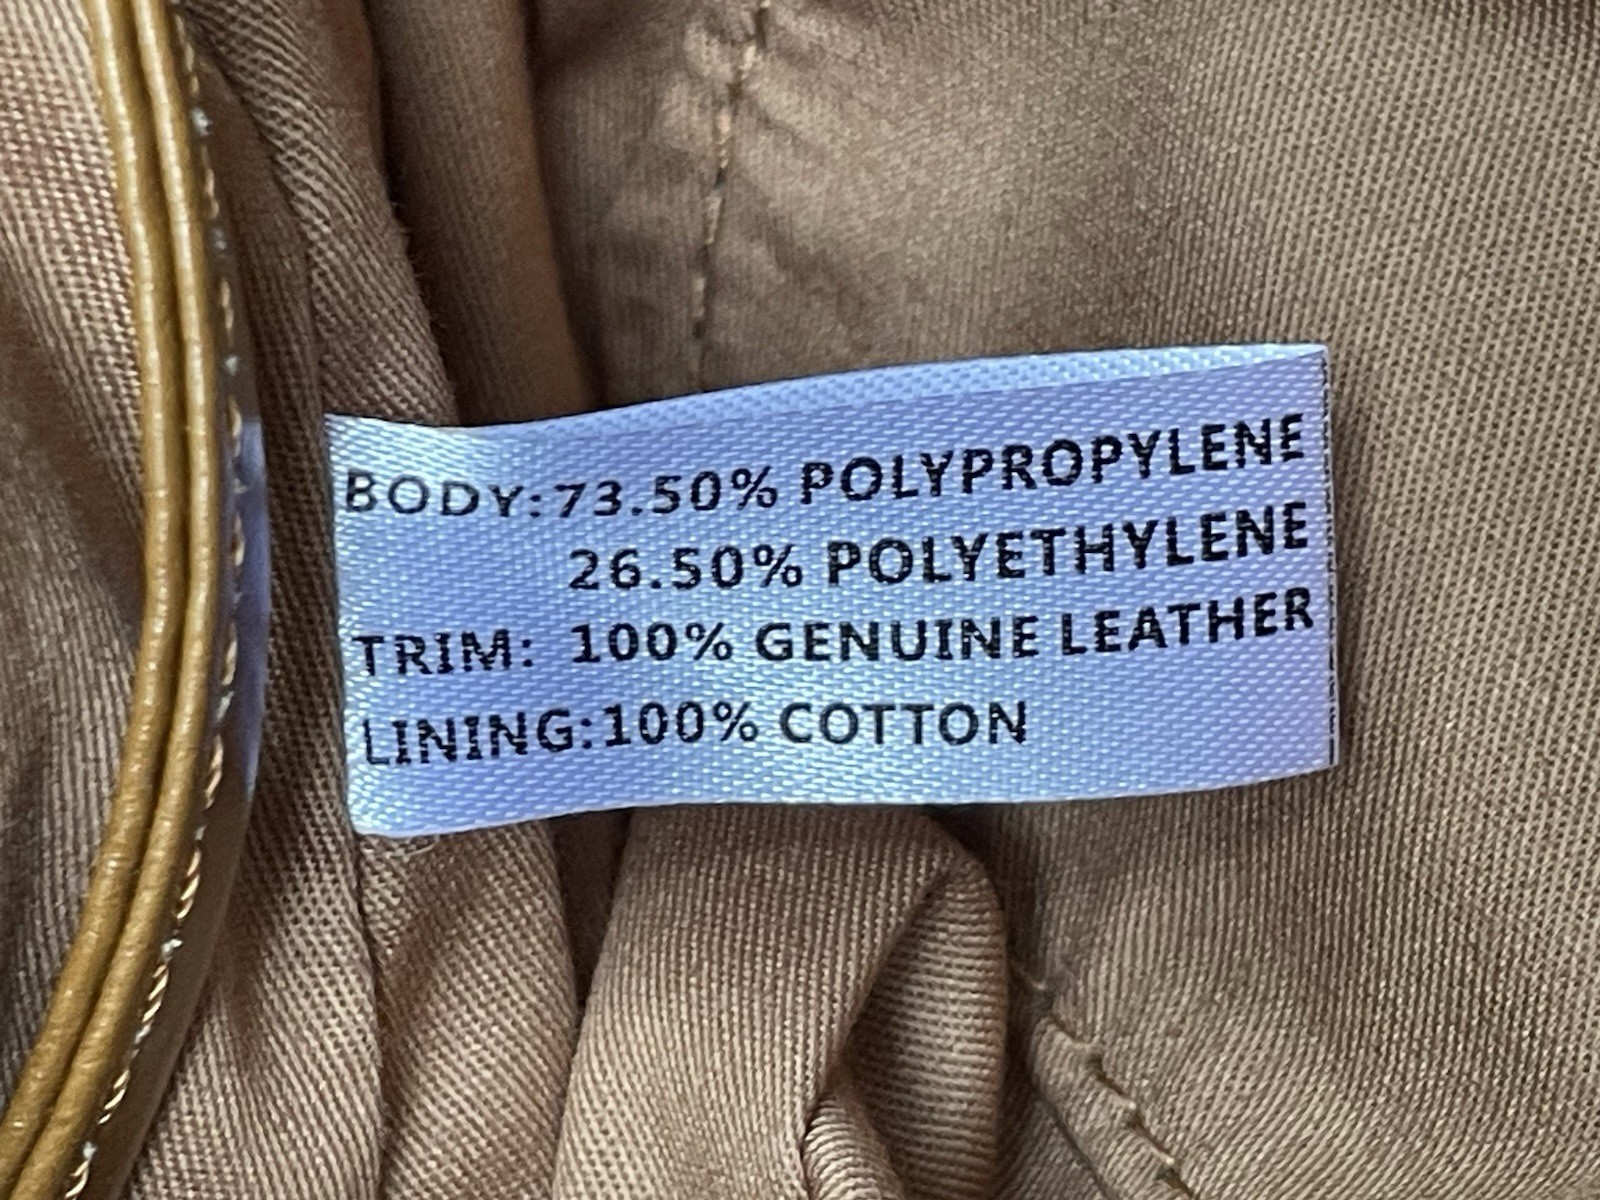 BODY:73.50% POLYPROPYLENE
26.50% POLYETHYLENE
TRIM: 100% GENUINE LEATHER
LINING:100% COTTON